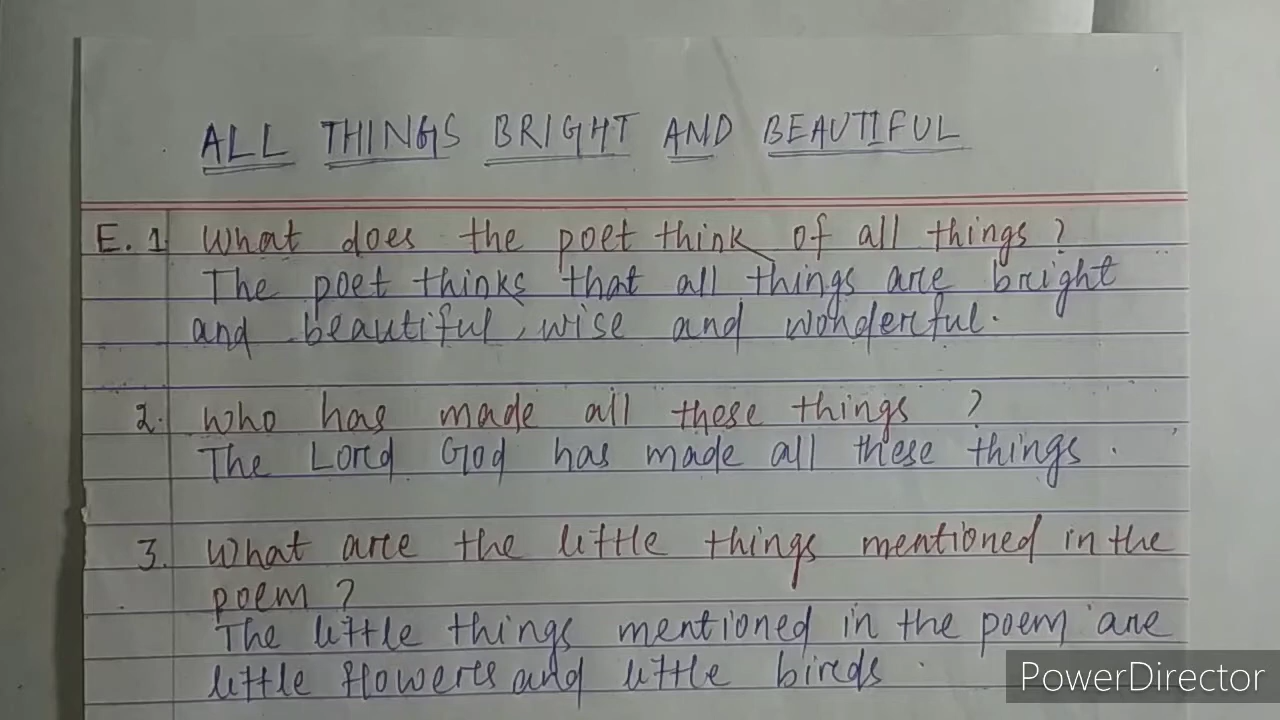 ALL THINGS BRIGHT AND BEAUTIFUL
E. 1 What does the poet think of all things?
The poet thinks that all things are bright
and beautiful, wise and wonderful.
2. Who has made all these things ?
The Lord God has made all these things.
3. What are the little things mentioned in the
poem?
The little things mentioned in the poem are
little flowers and little birds.
PowerDirector